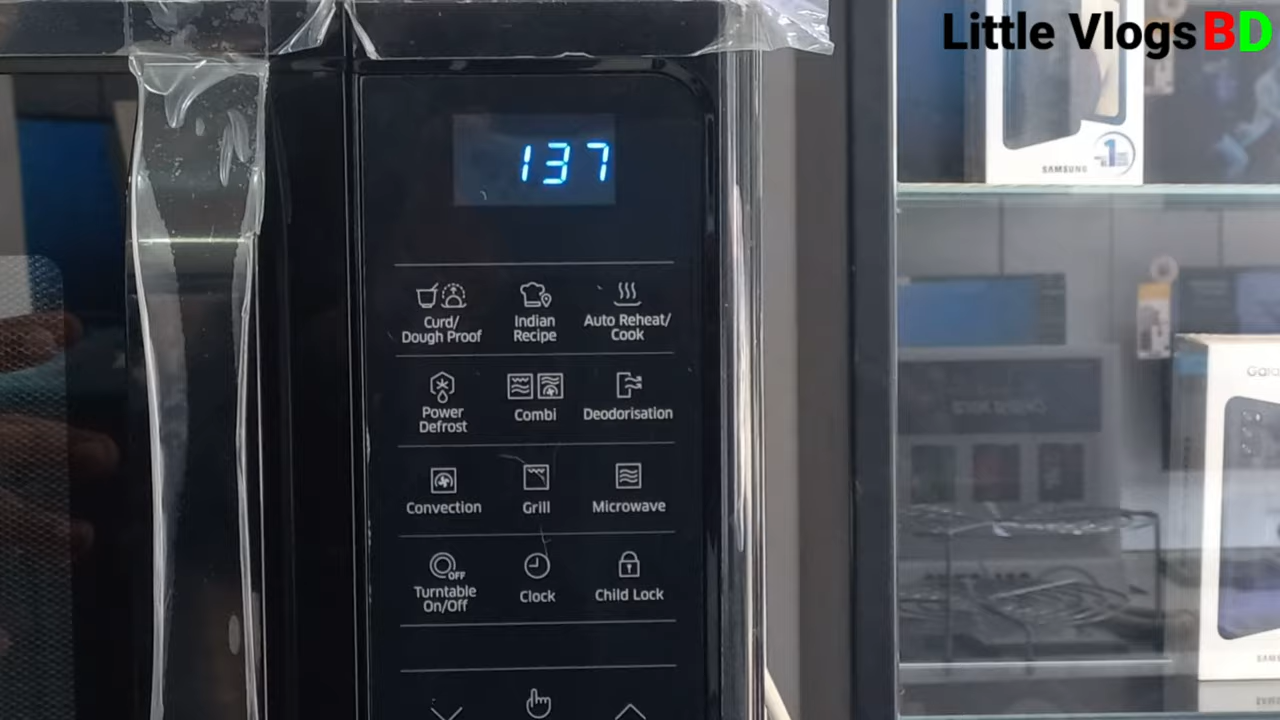 Little Vlogs BD
137
SAMSUNG
Curd/
Dough Proof
Indian
Recipe
Auto Reheat/
Cook
Power
Defrost
Combi
Deodorisation
Convection
Grill
Microwave
OFF
Turntable
On/Off
Clock
Child Lock